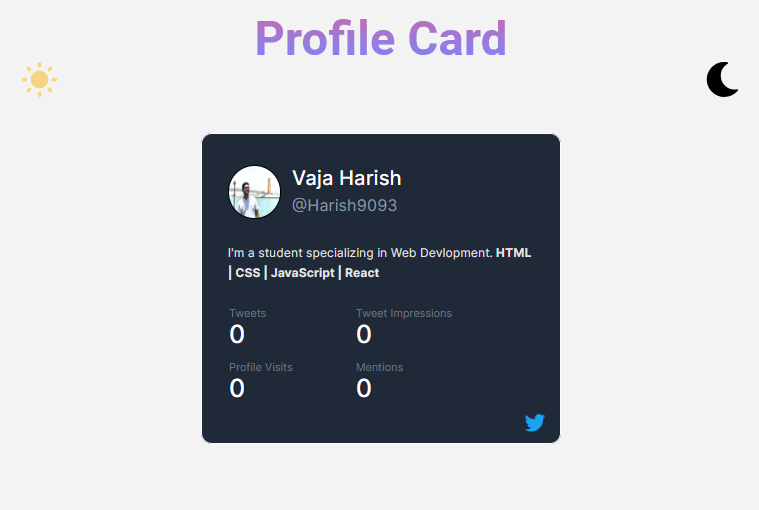 Profile Card
Vaja Harish
@Harish9093
I'm a student specializing in Web Devlopment. HTML
| CSS | JavaScript | React
Tweets Tweet Impressions
0 0
Profile Visits Mentions
0 0